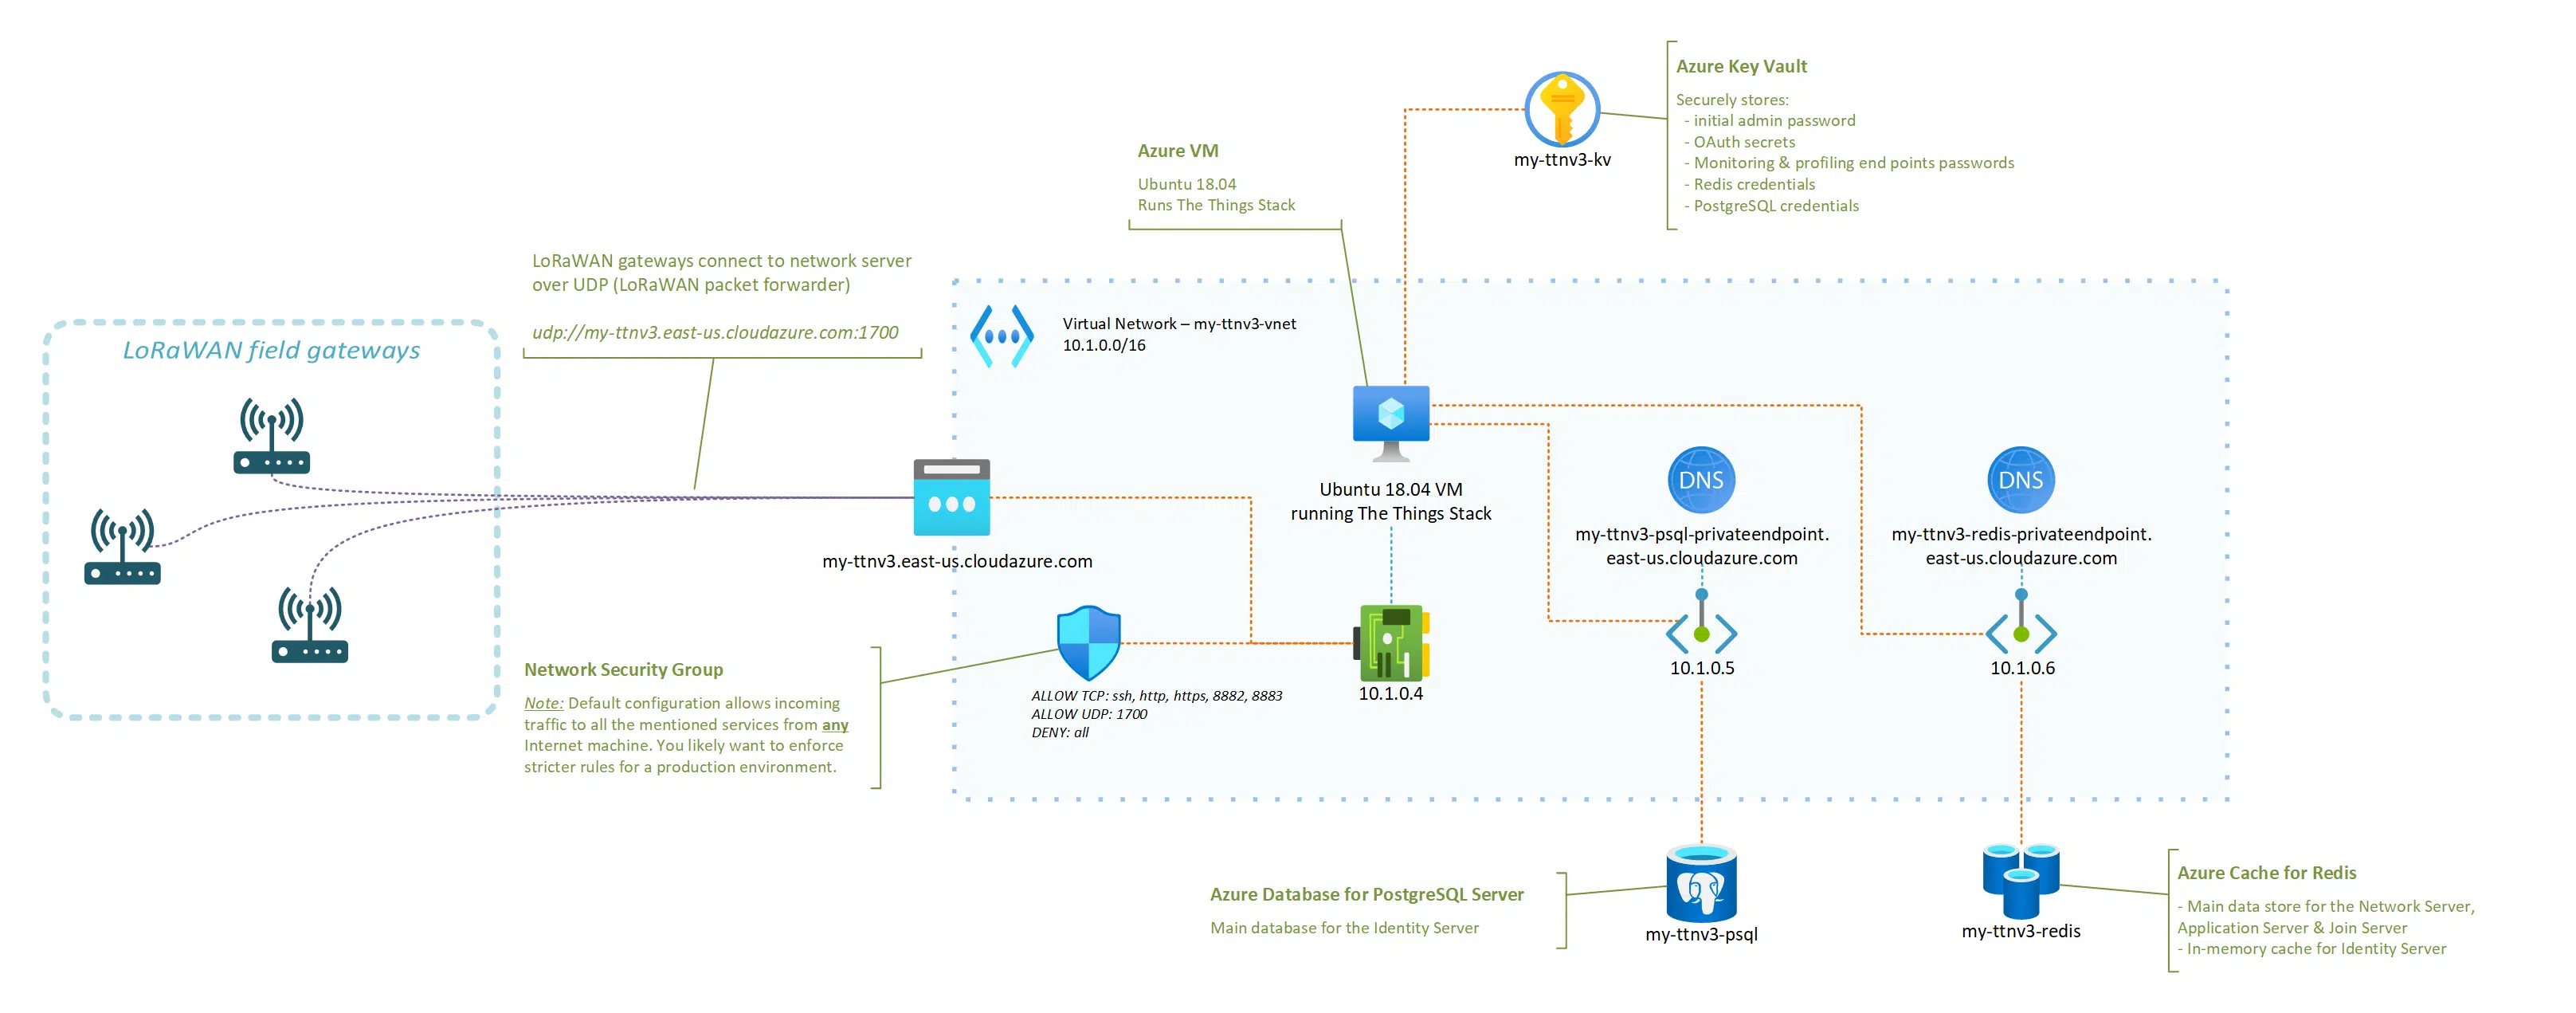 Azure Key Vault
Securely stores:
- initial admin password
- OAuth secrets
- Monitoring & profiling end points passwords
- Redis credentials
- PostgreSQL credentials
my-ttnv3-kv
Azure VM
Ubuntu 18.04
Runs The Things Stack
LoRaWAN gateways connect to network server
over UDP (LoRaWAN packet forwarder)
udp://my-ttnv3.east-us.cloudazure.com:1700
LoRaWAN field gateways
Virtual Network – my-ttnv3-vnet
10.1.0.0/16
my-ttnv3.east-us.cloudazure.com
Ubuntu 18.04 VM
running The Things Stack
DNS
my-ttnv3-psql-privateendpoint.
east-us.cloudazure.com
DNS
my-ttnv3-redis-privateendpoint.
east-us.cloudazure.com
10.1.0.4
10.1.0.5
10.1.0.6
Network Security Group
Note: Default configuration allows incoming
traffic to all the mentioned services from any
Internet machine. You likely want to enforce
stricter rules for a production environment.
ALLOW TCP: ssh, http, https, 8882, 8883
ALLOW UDP: 1700
DENY: all
Azure Database for PostgreSQL Server
Main database for the Identity Server
my-ttnv3-psql
my-ttnv3-redis
Azure Cache for Redis
- Main data store for the Network Server,
Application Server & Join Server
- In-memory cache for Identity Server